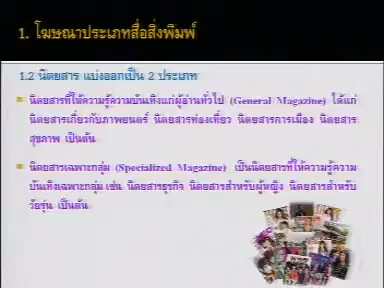 1. โฆษณาประเภทสื่อสิ่งพิมพ์
1.2 นิตยสาร แบ่งออกเป็น 2 ประเภท
นิตยสารที่ให้ความรู้ความบันเทิงแก่ผู้อ่านทั่วไป (General Magazine) ได้แก่
นิตยสารเกี่ยวกับภาพยนตร์ นิตยสารท่องเที่ยว นิตยสารการเมือง นิตยสาร
สุขภาพ เป็นต้น
นิตยสารเฉพาะกลุ่ม (Specialized Magazine) เป็นนิตยสารที่ให้ความรู้ความ
บันเทิงเฉพาะกลุ่ม เช่น นิตยสารธุรกิจ นิตยสารสำหรับผู้หญิง นิตยสารสำหรับ
วัยรุ่น เป็นต้น